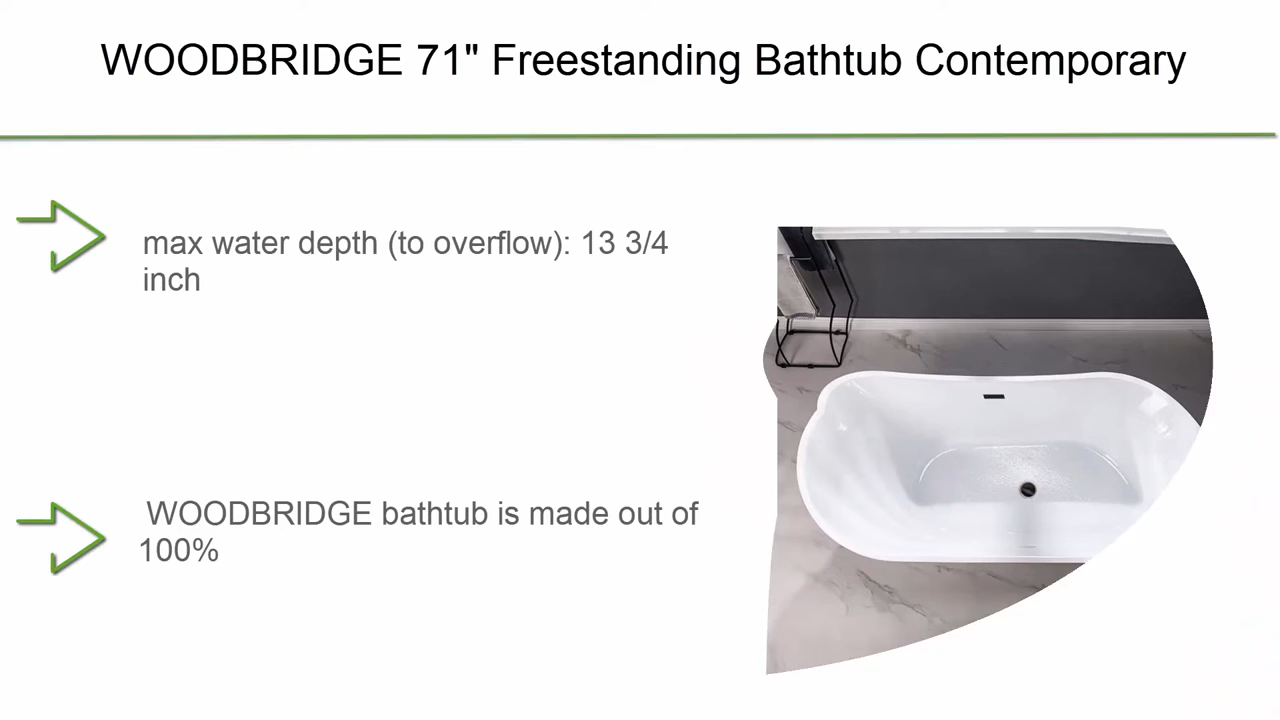 WOODBRIDGE 71" Freestanding Bathtub Contemporary
max water depth (to overflow): 13 3/4
inch
WOODBRIDGE bathtub is made out of
100%